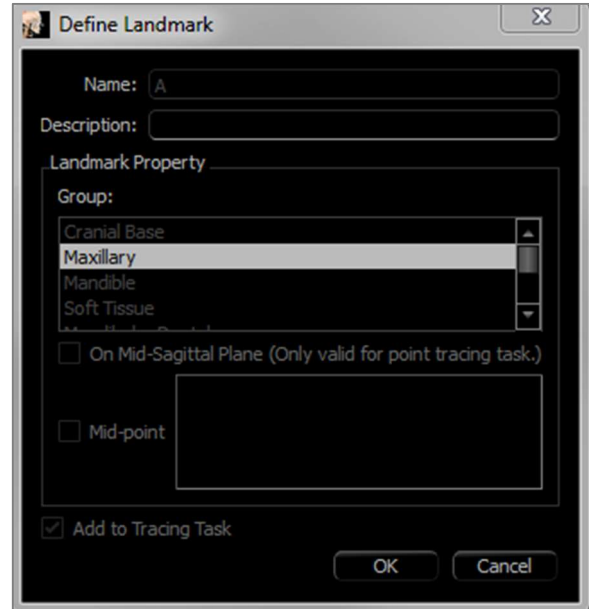 Define Landmark
Name: A
Description:
Landmark Property
Group:
Cranial Base
Maxillary
Mandible
Soft Tissue
On Mid-Sagittal Plane (Only valid for point tracing task.)
Mid-point
Add to Tracing Task
OK Cancel